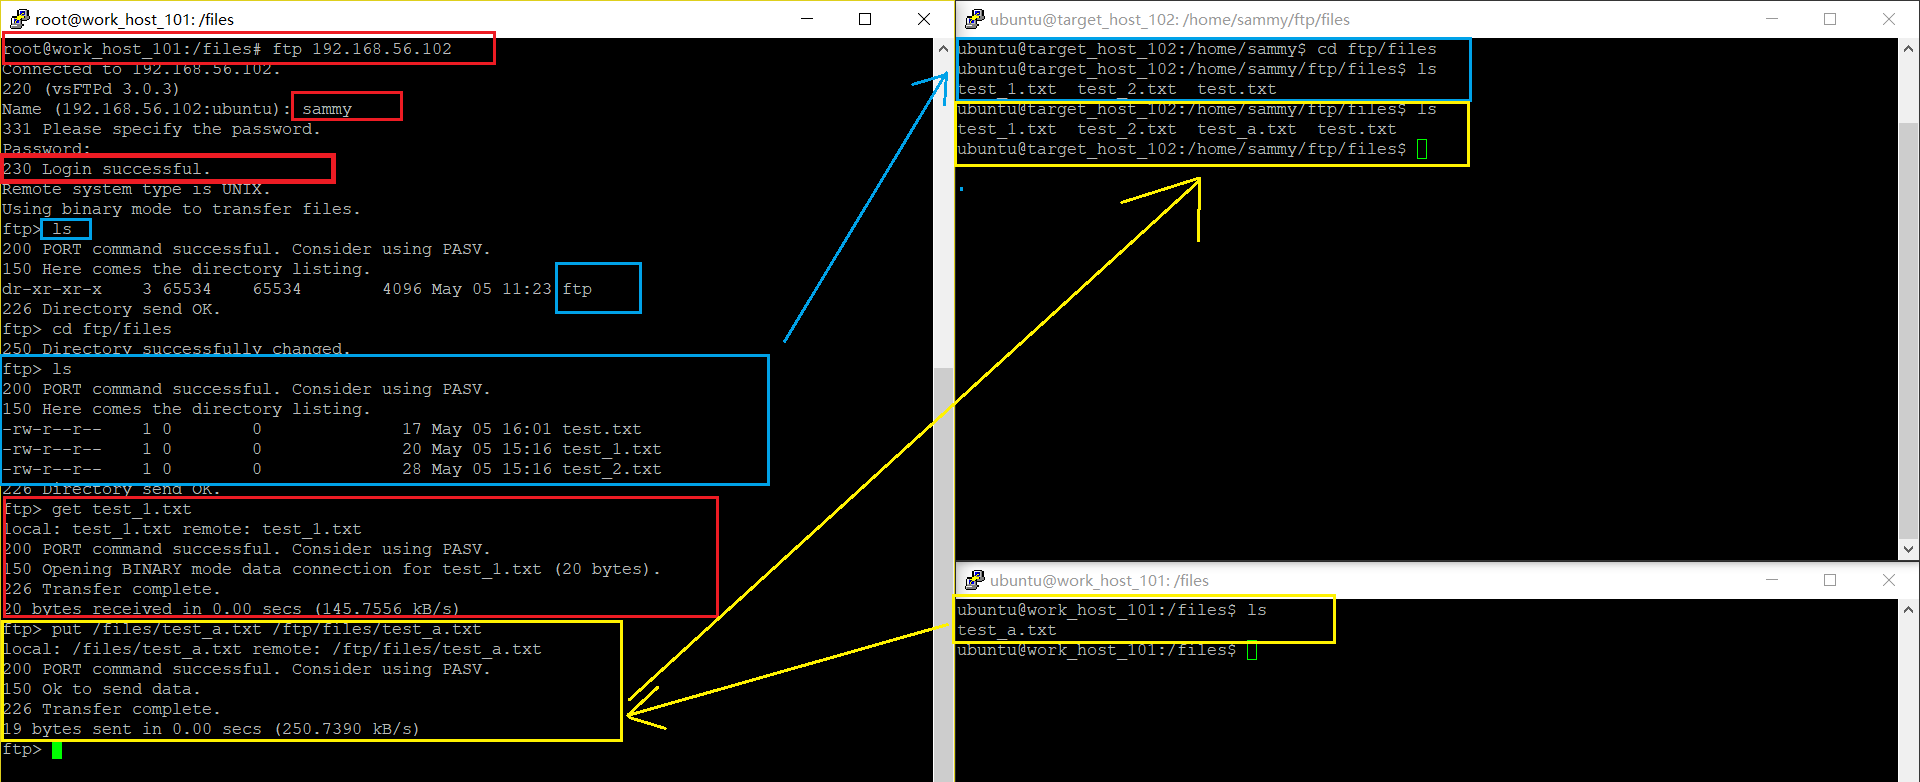 root@work_host_101: /files
root@work_host_101:/files# ftp 192.168.56.102
Connected to 192.168.56.102.
220 (vsFTPd 3.0.3)
Name (192.168.56.102:ubuntu): sammy
331 Please specify the password.
Password:
230 Login successful.
Remote system type is UNIX.
Using binary mode to transfer files.
ftp> ls
200 PORT command successful. Consider using PASV.
150 Here comes the directory listing.
dr-xr-xr-x    3 65534    65534        4096 May 05 11:23 ftp
226 Directory send OK.
ftp> cd ftp/files
250 Directory successfully changed.
ftp> ls
200 PORT command successful. Consider using PASV.
150 Here comes the directory listing.
-rw-r--r--    1 0        0              17 May 05 16:01 test.txt
-rw-r--r--    1 0        0              20 May 05 15:16 test_1.txt
-rw-r--r--    1 0        0              28 May 05 15:16 test_2.txt
226 Directory send OK.
ftp> get test_1.txt
local: test_1.txt remote: test_1.txt
200 PORT command successful. Consider using PASV.
150 Opening BINARY mode data connection for test_1.txt (20 bytes).
226 Transfer complete.
20 bytes received in 0.00 secs (145.7556 kB/s)
ftp> put /files/test_a.txt /ftp/files/test_a.txt
local: /files/test_a.txt remote: /ftp/files/test_a.txt
200 PORT command successful. Consider using PASV.
150 Ok to send data.
226 Transfer complete.
19 bytes sent in 0.00 secs (250.7390 kB/s)
ftp>
ubuntu@target_host_102: /home/sammy/ftp/files
ubuntu@target_host_102:/home/sammy$ cd ftp/files
ubuntu@target_host_102:/home/sammy/ftp/files$ ls
test_1.txt  test_2.txt  test.txt
ubuntu@target_host_102:/home/sammy/ftp/files$ ls
test_1.txt  test_2.txt  test_a.txt  test.txt
ubuntu@target_host_102:/home/sammy/ftp/files$
ubuntu@work_host_101: /files
ubuntu@work_host_101:/files$ ls
test_a.txt
ubuntu@work_host_101:/files$